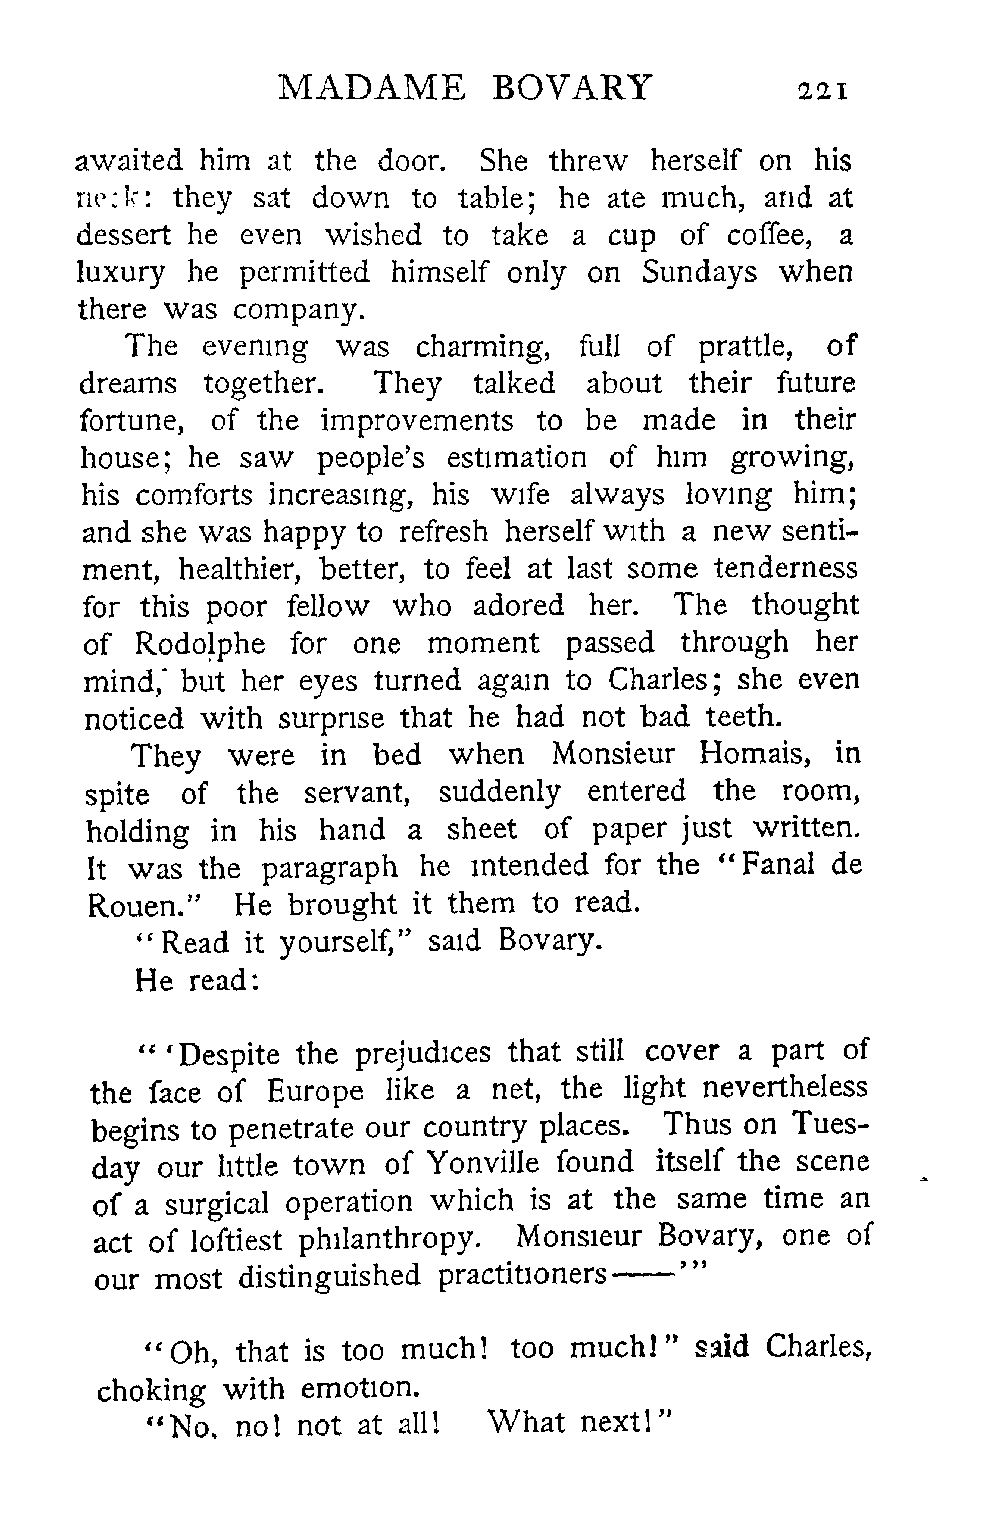 MADAME BOVARY 221
awaited him at the door. She threw herself on his
neck: they sat down to table; he ate much, and at
dessert he even wished to take a cup of coffee, a
luxury he permitted himself only on Sundays when
there was company.
The evening was charming, full of prattle, of
dreams together. They talked about their future
fortune, of the improvements to be made in their
house; he saw people's estimation of him growing,
his comforts increasing, his wife always loving him;
and she was happy to refresh herself with a new senti-
ment, healthier, better, to feel at last some tenderness
for this poor fellow who adored her. The thought
of Rodolphe for one moment passed through her
mind, but her eyes turned again to Charles; she even
noticed with surprise that he had not bad teeth.
They were in bed when Monsieur Homais, in
spite of the servant, suddenly entered the room,
holding in his hand a sheet of paper just written.
It was the paragraph he intended for the "Fanal de
Rouen." He brought it them to read.
"Read it yourself," said Bovary.
He read:
"'Despite the prejudices that still cover a part of
the face of Europe like a net, the light nevertheless
begins to penetrate our country places. Thus on Tues-
day our little town of Yonville found itself the scene
of a surgical operation which is at the same time an
act of loftiest philanthropy. Monsieur Bovary, one of
our most distinguished practitioners——'"
"Oh, that is too much! too much!" said Charles,
choking with emotion.
"No, no! not at all! What next!"